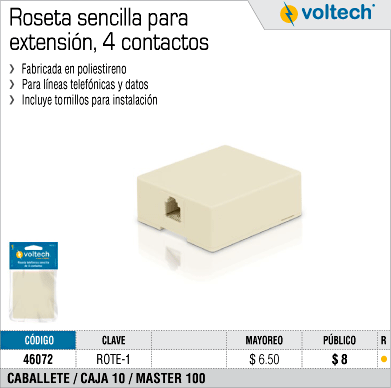 Roseta sencilla para
extensión, 4 contactos
voltech
Fabricada en poliestireno
Para líneas telefónicas y datos
Incluye tornillos para instalación
voltech
CÓDIGO CLAVE MAYOREO PÚBLICO R
46072 ROTE-1 $ 6.50 $ 8
CABALLETE / CAJA 10 / MASTER 100